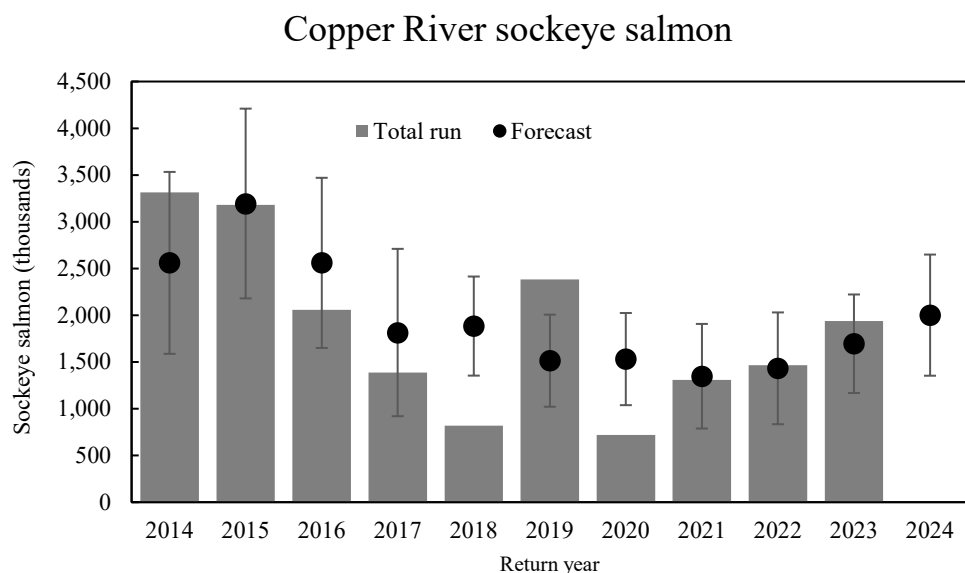 Copper River sockeye salmon
4,500
4,000
3,500
3,000
2,500
2,000
1,500
1,000
500
0
Sockeye salmon (thousands)
Total run Forecast
2014 2015 2016 2017 2018 2019 2020 2021 2022 2023 2024
Return year